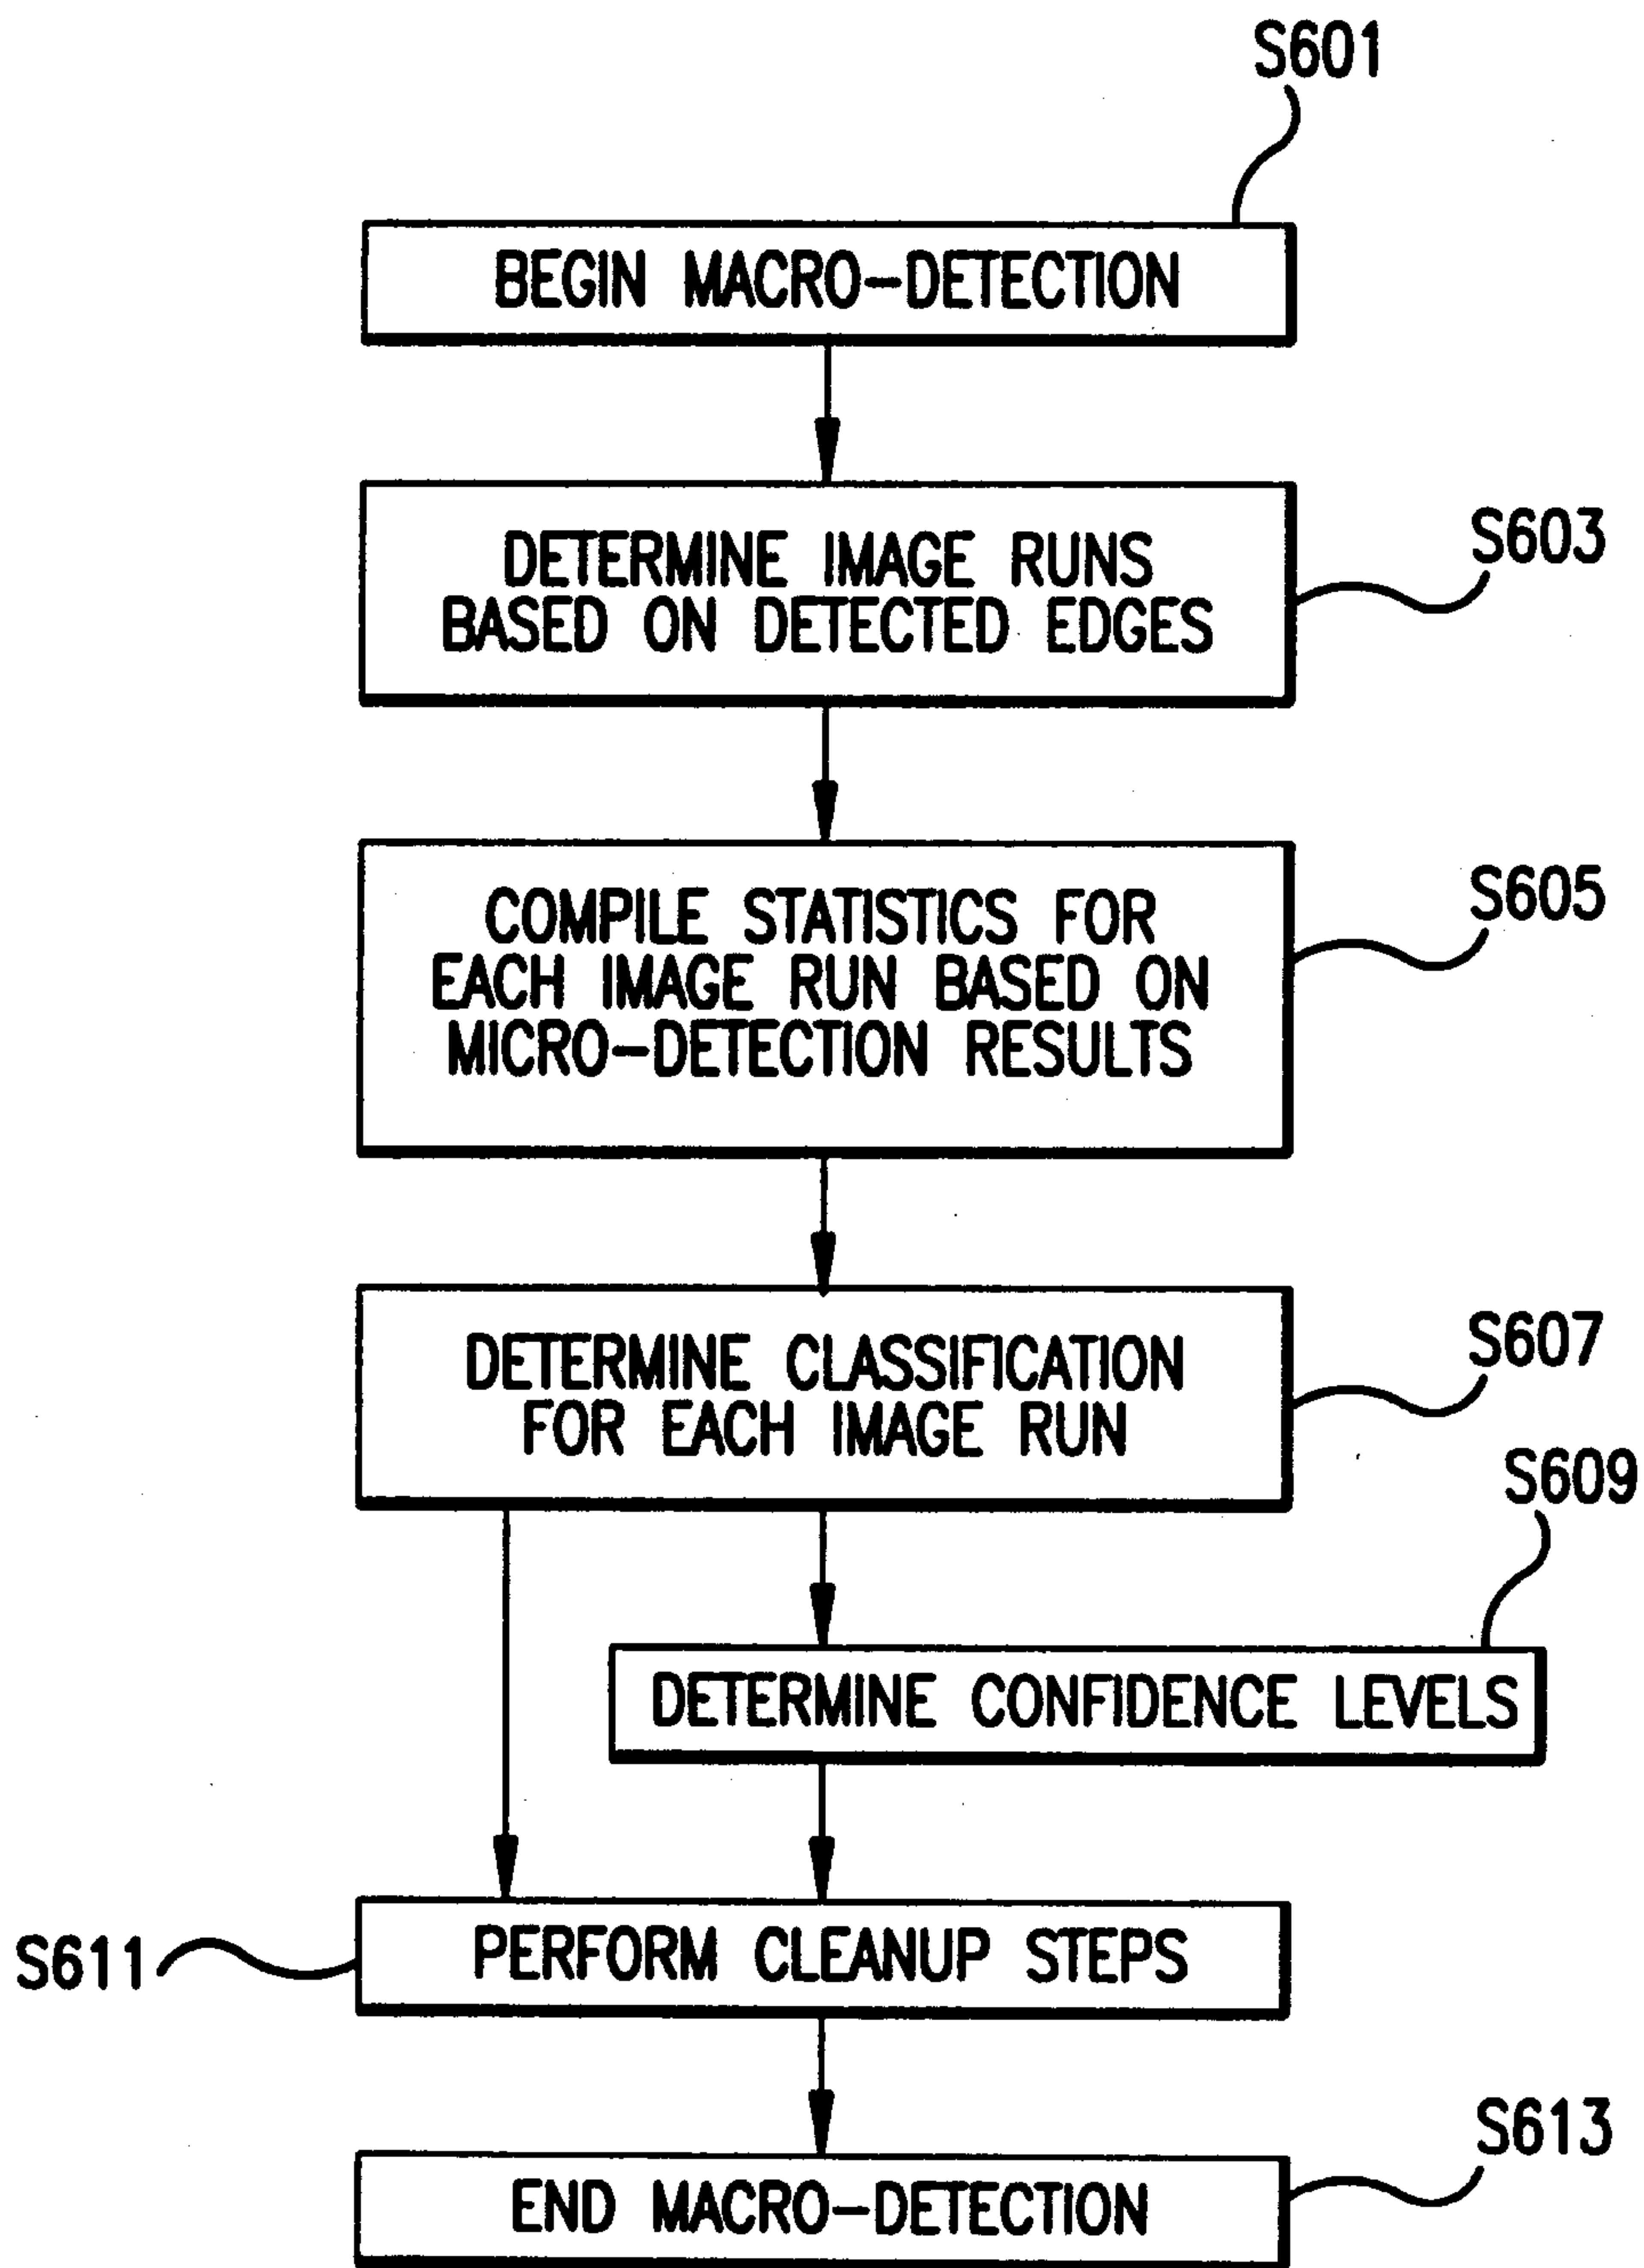 S601
BEGIN MACRO-DETECTION
DETERMINE IMAGE RUNS
BASED ON DETECTED EDGES
S603
COMPILE STATISTICS FOR
EACH IMAGE RUN BASED ON
MICRO-DETECTION RESULTS
S605
DETERMINE CLASSIFICATION
FOR EACH IMAGE RUN
S607
S609
DETERMINE CONFIDENCE LEVELS
S611
PERFORM CLEANUP STEPS
S613
END MACRO-DETECTION